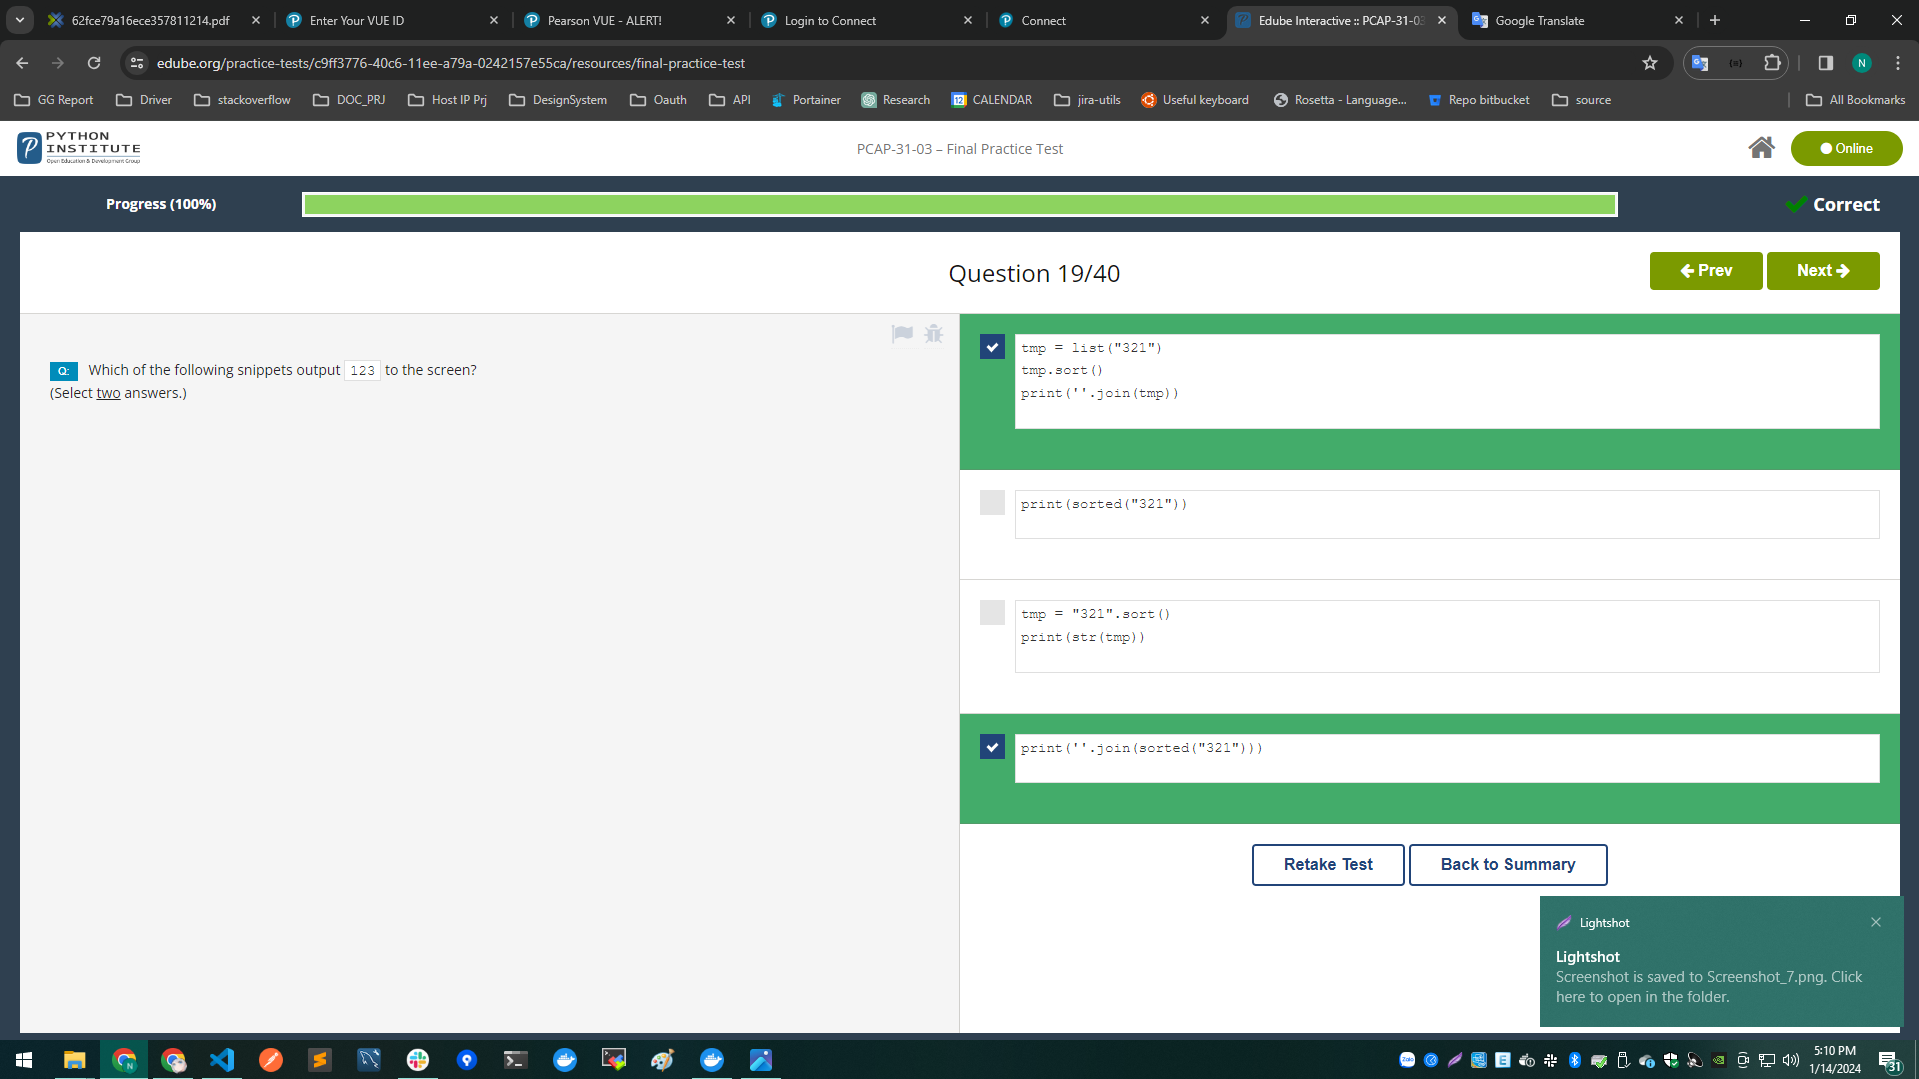 62fce79a16ece357811214.pdf
Enter Your VUE ID
Pearson VUE - ALERT!
Login to Connect
Connect
Edube Interactive :: PCAP-31-03
Google Translate
edube.org/practice-tests/c9ff3776-40c6-11ee-a79a-0242157e55ca/resources/final-practice-test
N
GG Report
Driver
stackoverflow
DOC_PRJ
Host IP Prj
DesignSystem
Oauth
API
Portainer
Research
CALENDAR
jira-utils
Useful keyboard
Rosetta - Language...
Repo bitbucket
source
All Bookmarks
PYTHON
INSTITUTE
Open Education & Development Group
PCAP-31-03 – Final Practice Test
Online
Progress (100%)
Correct
Question 19/40
Prev
Next
Q: Which of the following snippets output 123 to the screen?
(Select two answers.)
tmp = list("321")
tmp.sort()
print(''.join(tmp))
print(sorted("321"))
tmp = "321".sort()
print(str(tmp))
print(''.join(sorted("321")))
Retake Test
Back to Summary
Lightshot
Lightshot
Screenshot is saved to Screenshot_7.png. Click
here to open in the folder.
5:10 PM
1/14/2024
31